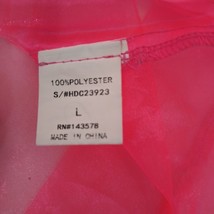 100%POLYESTER
S/#HDC23923
L
RN#143578
MADE IN CHINA